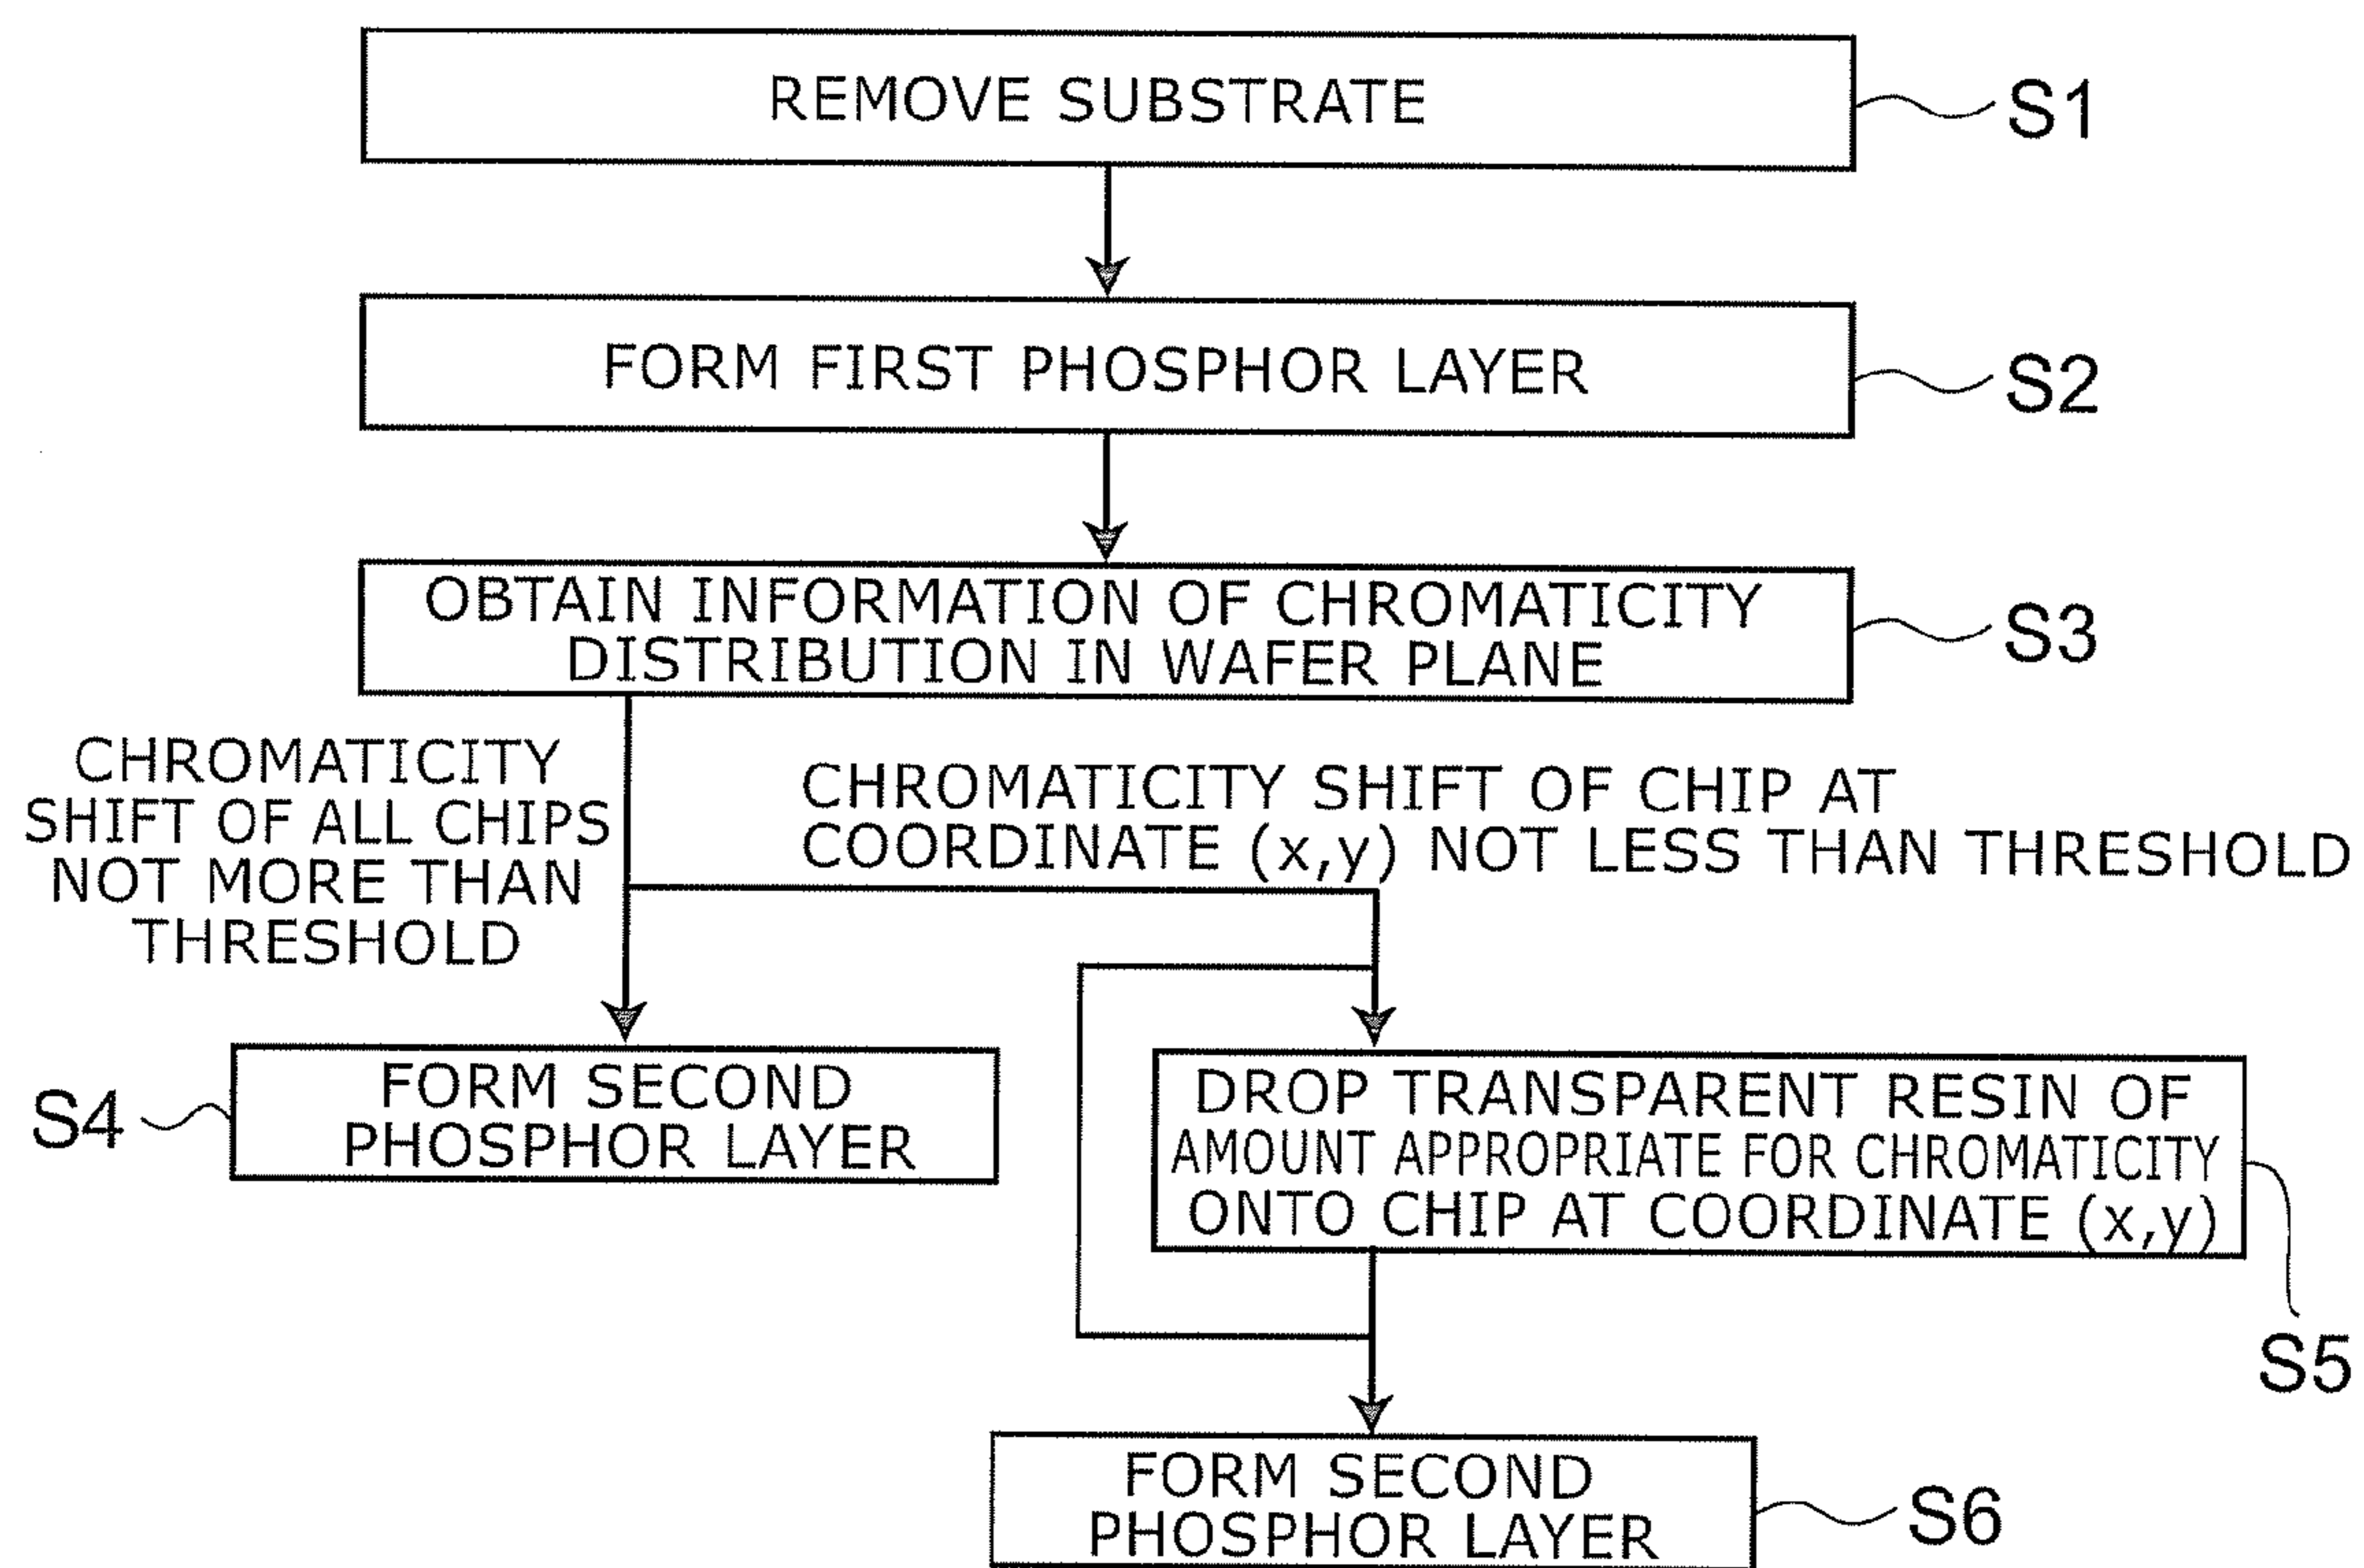 REMOVE SUBSTRATE
S1
FORM FIRST PHOSPHOR LAYER
S2
OBTAIN INFORMATION OF CHROMATICITY
DISTRIBUTION IN WAFER PLANE
S3
CHROMATICITY
SHIFT OF ALL CHIPS
NOT MORE THAN
THRESHOLD
CHROMATICITY SHIFT OF CHIP AT
COORDINATE (x,y) NOT LESS THAN THRESHOLD
S4
FORM SECOND
PHOSPHOR LAYER
DROP TRANSPARENT RESIN OF
AMOUNT APPROPRIATE FOR CHROMATICITY
ONTO CHIP AT COORDINATE (x,y)
S5
FORM SECOND
PHOSPHOR LAYER
S6